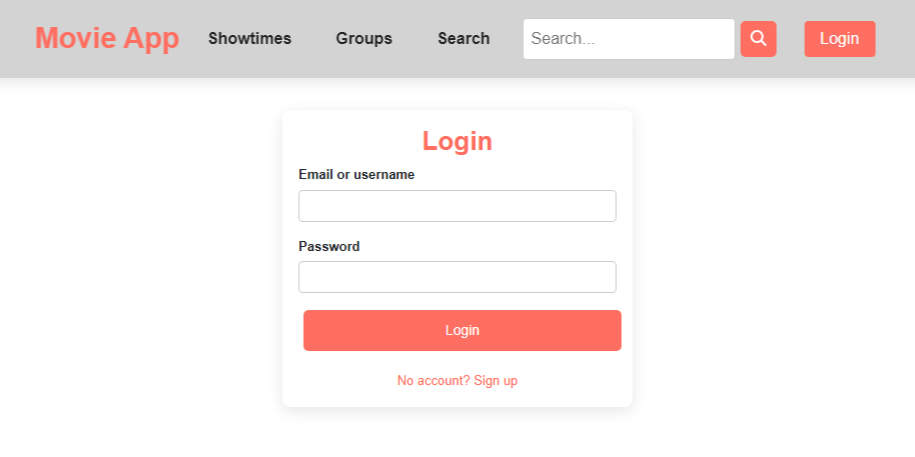 Movie App Showtimes Groups Search Search... Login
Login
Email or username
Password
Login
No account? Sign up